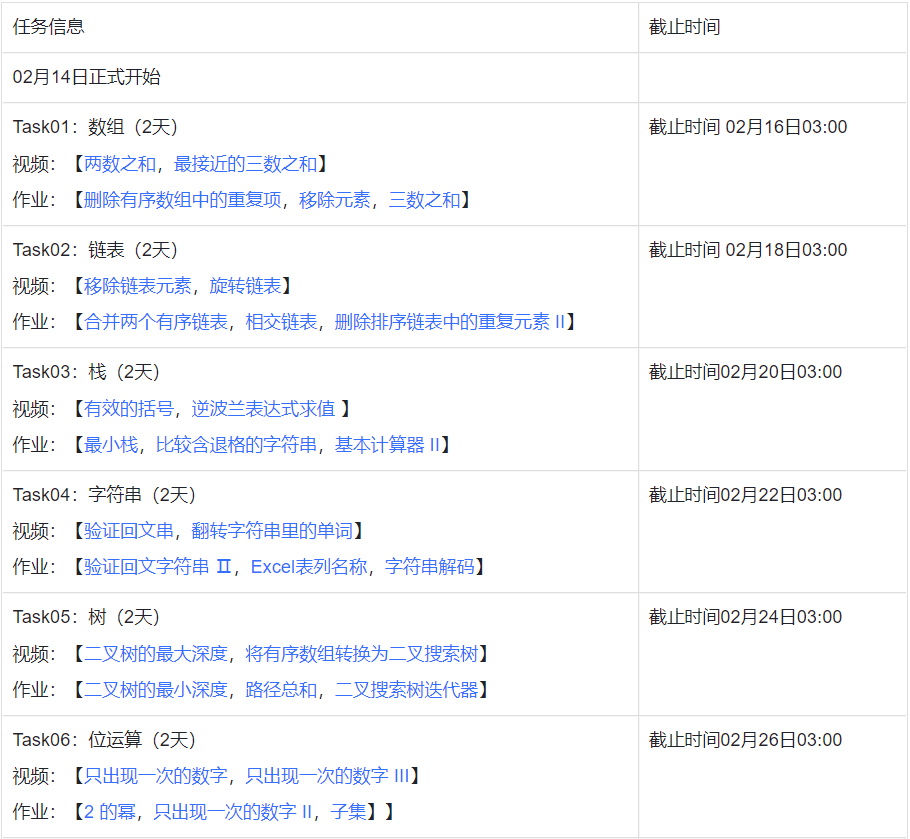 任务信息
截止时间
02月14日正式开始
Task01：数组（2天）
截止时间 02月16日03:00
视频：【两数之和，最接近的三数之和】
作业：【删除有序数组中的重复项，移除元素，三数之和】
Task02：链表（2天）
截止时间 02月18日03:00
视频：【移除链表元素，旋转链表】
作业：【合并两个有序链表，相交链表，删除排序链表中的重复元素 II】
Task03：栈（2天）
截止时间02月20日03:00
视频：【有效的括号，逆波兰表达式求值 】
作业：【最小栈，比较含退格的字符串，基本计算器 II】
Task04：字符串（2天）
截止时间02月22日03:00
视频：【验证回文串，翻转字符串里的单词】
作业：【验证回文字符串 Ⅱ，Excel表列名称，字符串解码】
Task05：树（2天）
截止时间02月24日03:00
视频：【二叉树的最大深度，将有序数组转换为二叉搜索树】
作业：【二叉树的最小深度，路径总和，二叉搜索树迭代器】
Task06：位运算（2天）
截止时间02月26日03:00
视频：【只出现一次的数字，只出现一次的数字 III】
作业：【2 的幂，只出现一次的数字 II，子集】】